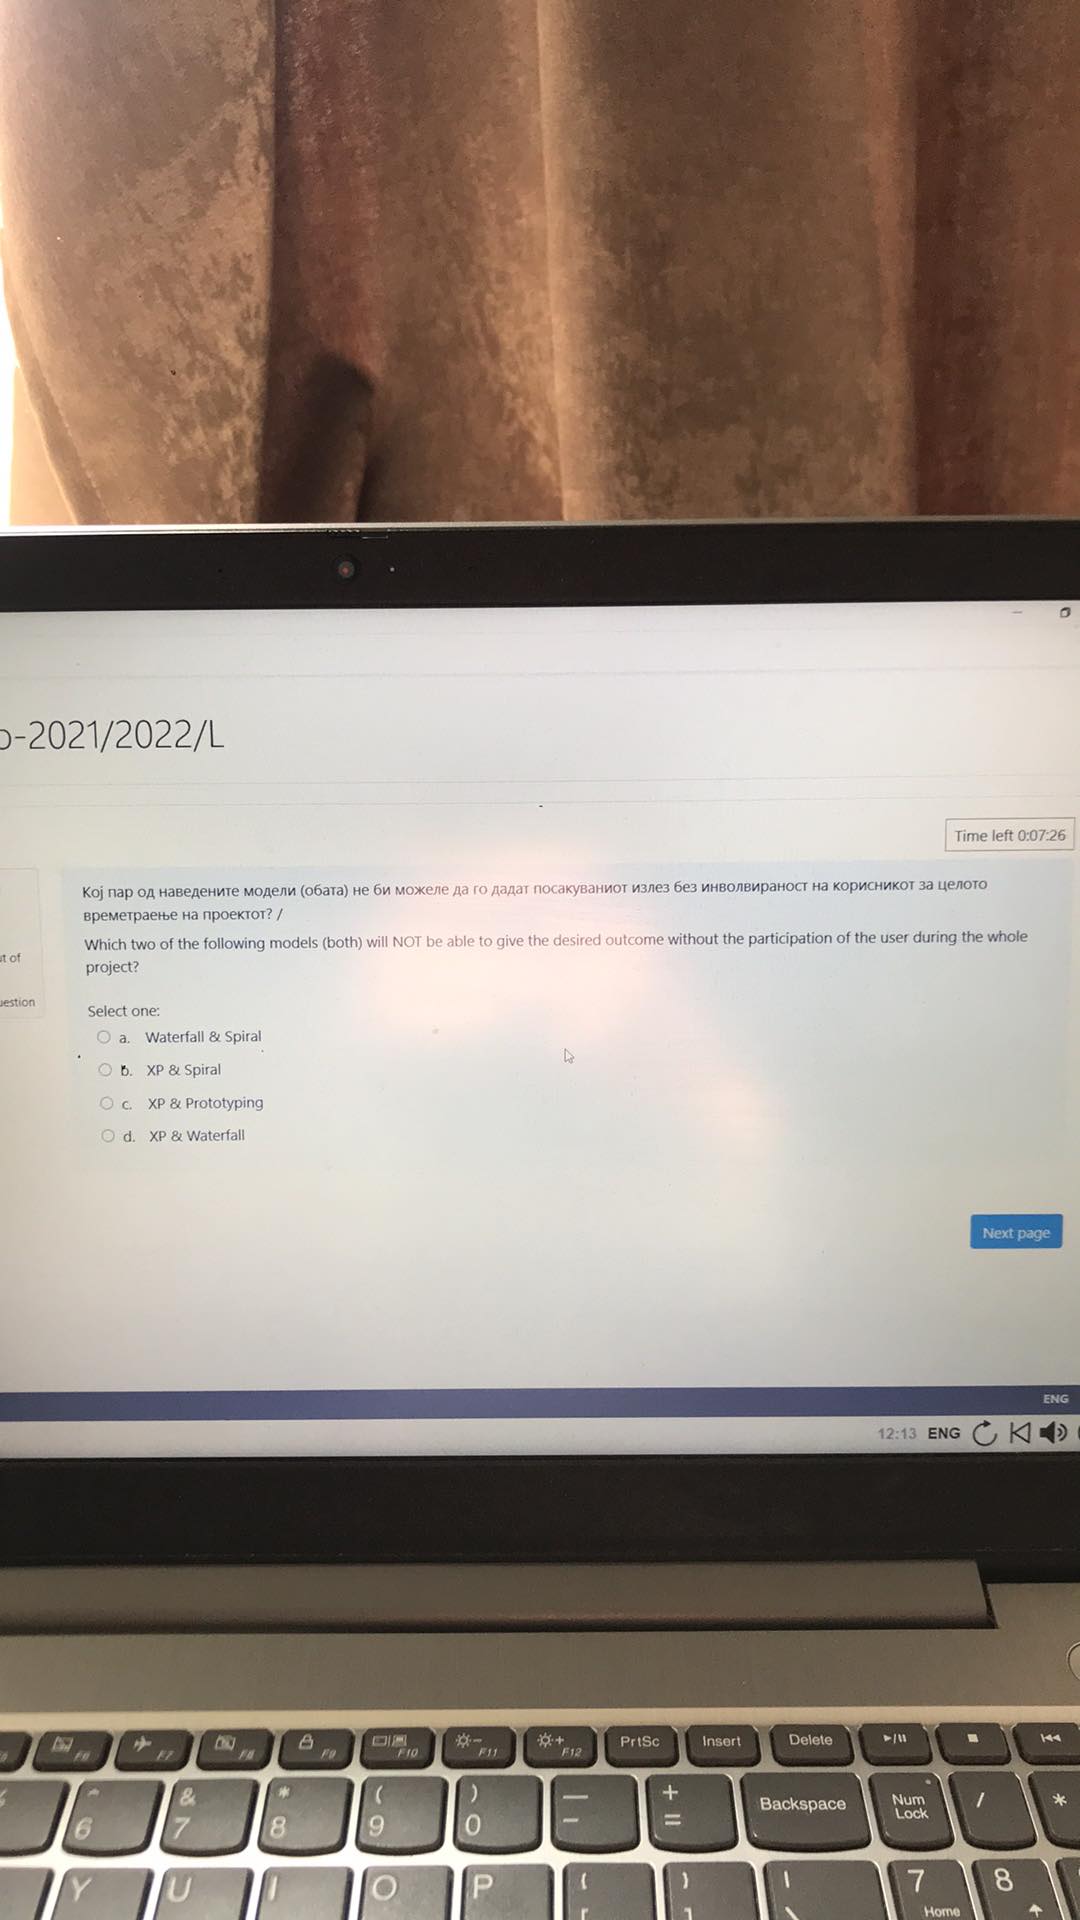 o-2021/2022/L
Time left 0:07:26
Кој пар од наведените модели (обата) не би можеле да го дадат посакуваниот излез без инволвираност на корисникот за целото
времетраење на проектот? /
Which two of the following models (both) will NOT be able to give the desired outcome without the participation of the user during the whole
project?
ut of
uestion
Select one:
a. Waterfall & Spiral
b. XP & Spiral
c. XP & Prototyping
d. XP & Waterfall
Next page
ENG
12:13 ENG
F6 F7 F8 F9 F10 F11 F12 PrtSc Insert Delete
& * ( ) + Backspace Num Lock / *
6 7 8 9 0 =
Y U I O P 7 Home 8